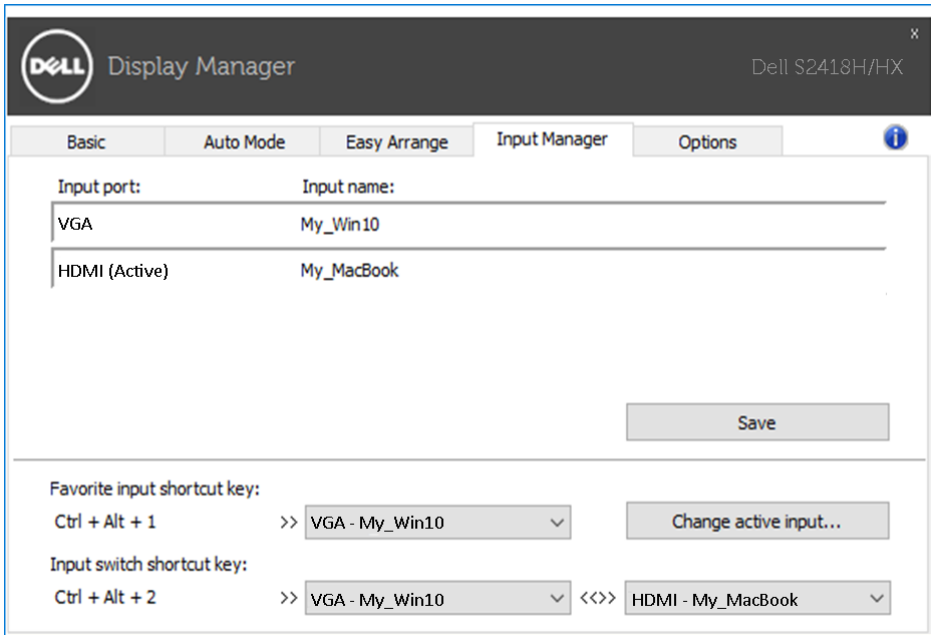 x
DELL Display Manager Dell S2418H/HX
Basic Auto Mode Easy Arrange Input Manager Options i
Input port: Input name:
VGA My_Win10
HDMI (Active) My_MacBook
Save
Favorite input shortcut key:
Ctrl + Alt + 1 >> VGA - My_Win10 Change active input...
Input switch shortcut key:
Ctrl + Alt + 2 >> VGA - My_Win10 <<>> HDMI - My_MacBook